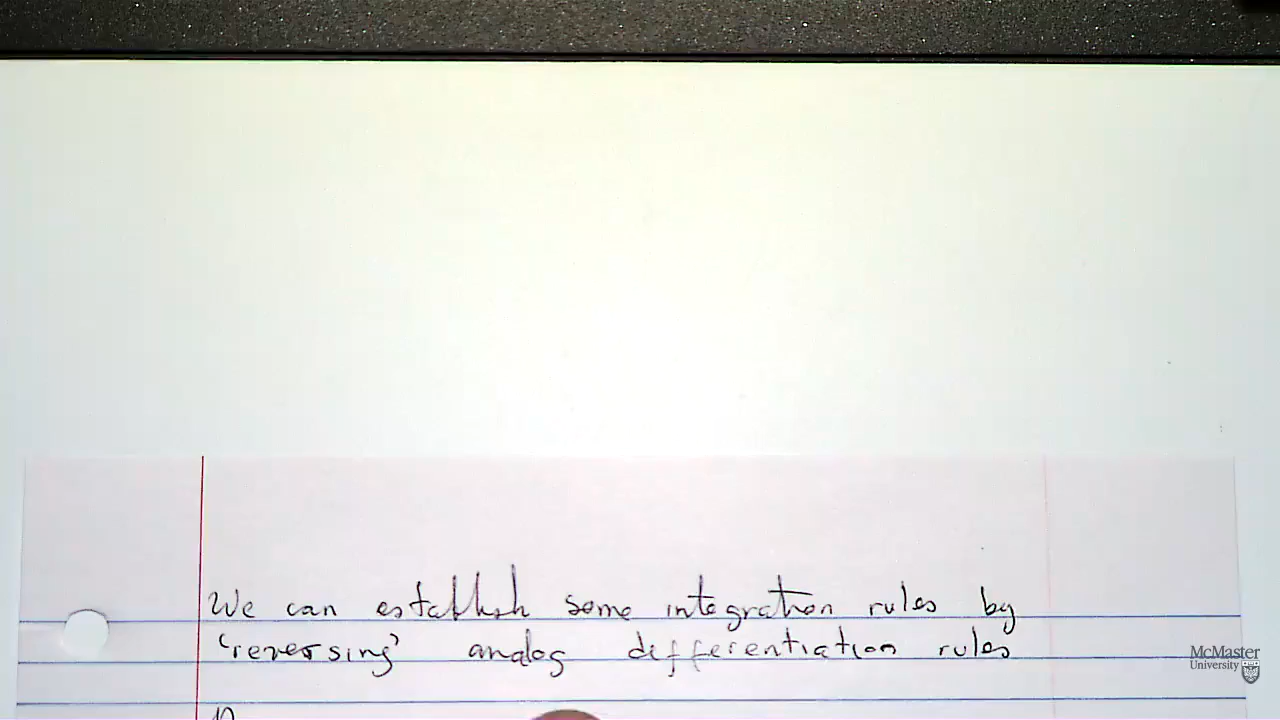 We can establish some integration rules by
'reversing' analog differentiation rules
McMaster
University